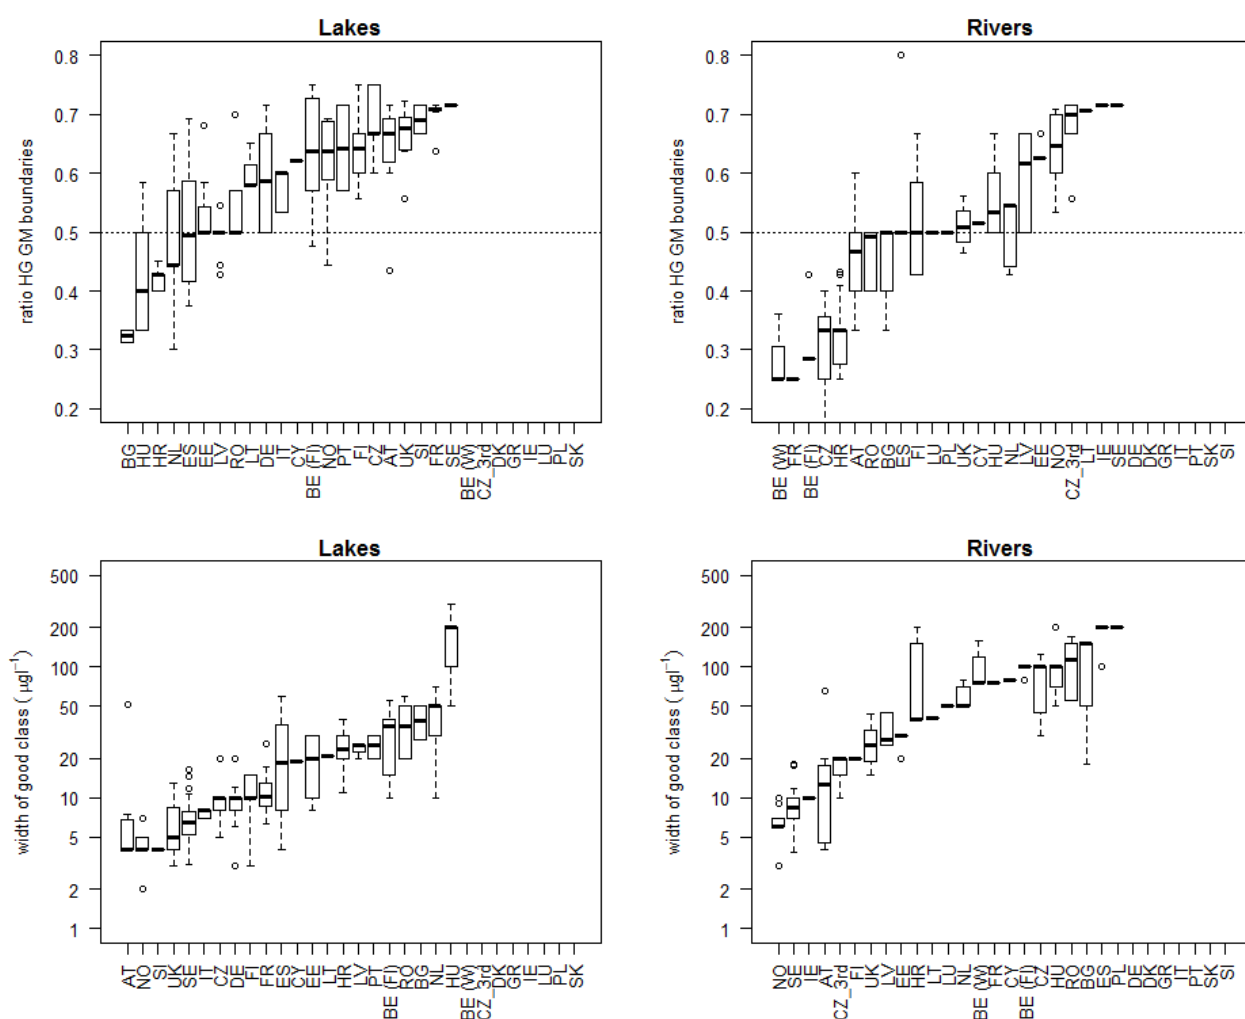 Lakes
ratio HG GM boundaries
0.8
0.7
0.6
0.5
0.4
0.3
0.2
BG HU HR NL ES EE LV RO LT DE IT CY BE (Fl) NO PT FI CZ AT UK SI FR SE BE (W) CZ_3rd DK GR IE LU PL SK
Rivers
ratio HG GM boundaries
0.8
0.7
0.6
0.5
0.4
0.3
0.2
BE (W) FR BE (Fl) CZ HR AT RO BG ES FI LU PL UK CY HU NL LV EE NO CZ_3rd LT IE SE DE DK GR IT PT SK SI
Lakes
width of good class ( µgl⁻¹)
500
200
100
50
20
10
5
2
1
AT NO SI UK SE IT CZ DE FI FR ES CY EE LT HR LV PT BE (Fl) RO BG NL HU BE (W) CZ_3rd DK GR IE LU PL SK
Rivers
width of good class ( µgl⁻¹)
500
200
100
50
20
10
5
2
1
NO SE IE AT CZ_3rd FI UK LV EE HR LT LU NL BE (W) FR CY BE (Fl) CZ HU RO BG ES PL DE DK GR IT PT SK SI